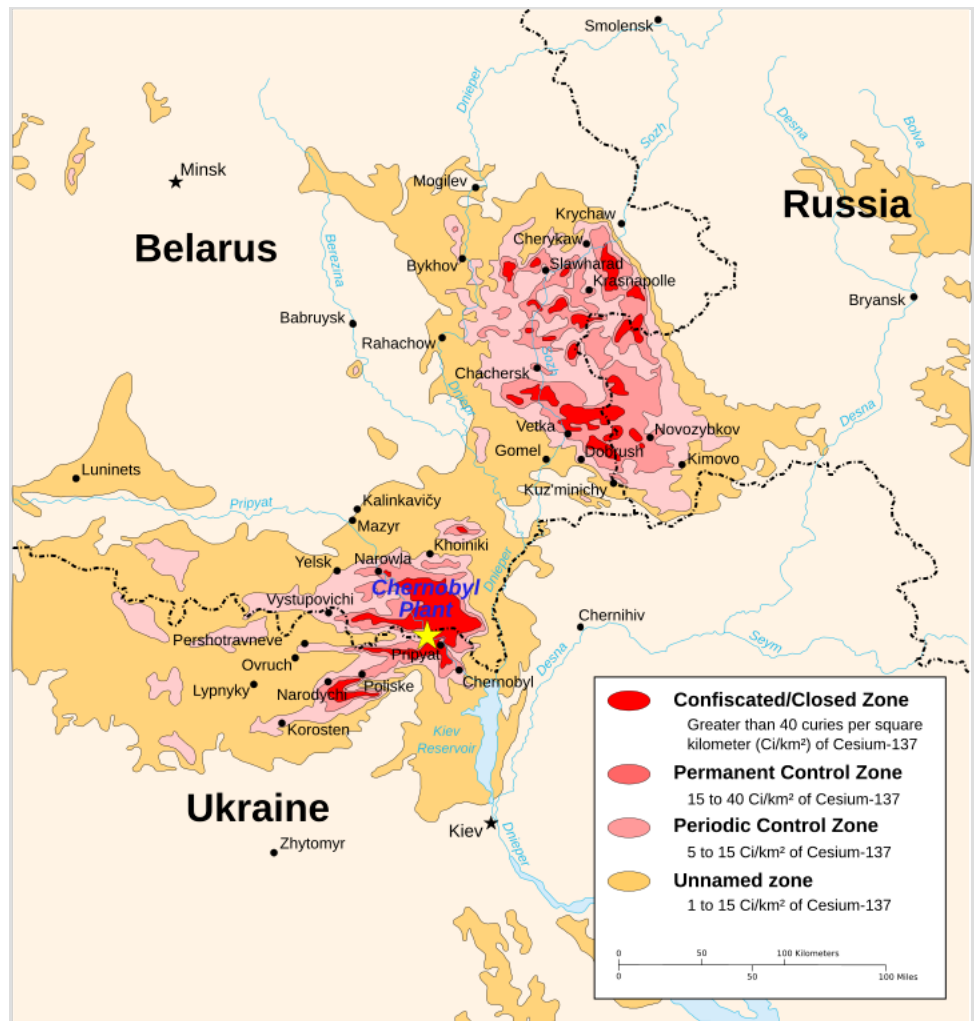 Smolensk
Dnieper
Sozh
Desna
Bolva
Minsk
Mogilev
Russia
Krychaw
Belarus
Berezina
Cherykaw
Bykhov
Slawharad
Krasnapolle
Bryansk
Babruysk
Rahachow
Sozh
Chachersk
Dniepr
Desna
Vetka
Novozybkov
Gomel
Dobrush
Kimovo
Luninets
Kuz'minichy
Pripyat
Kalinkavičy
Mazyr
Khoiniki
Yelsk
Narowla
Dnieper
Chernobyl
Plant
Vystupovichi
Chernihiv
Pershotravneve
Seym
Pripyat
Ovruch
Desna
Lypnyky
Narodychi
Poliske
Chernobyl
Korosten
Kiev
Reservoir
Ukraine
Kiev
Dnieper
Zhytomyr
Confiscated/Closed Zone
Greater than 40 curies per square
kilometer (Ci/km²) of Cesium-137
Permanent Control Zone
15 to 40 Ci/km² of Cesium-137
Periodic Control Zone
5 to 15 Ci/km² of Cesium-137
Unnamed zone
1 to 15 Ci/km² of Cesium-137
0 50 100 Kilometers
0 50 100 Miles